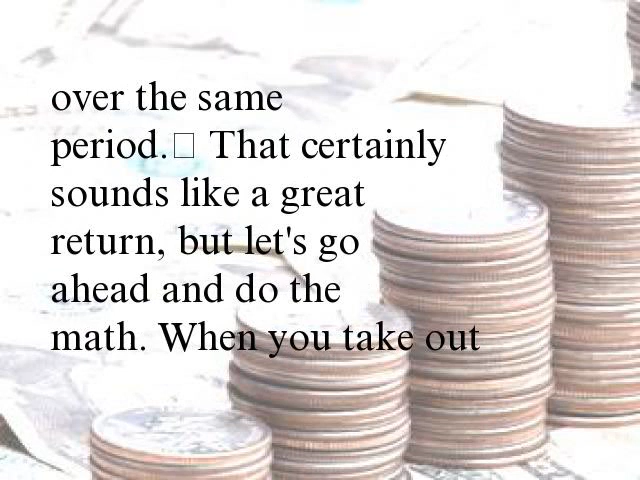 over the same
period.□ That certainly
sounds like a great
return, but let's go
ahead and do the
math. When you take out